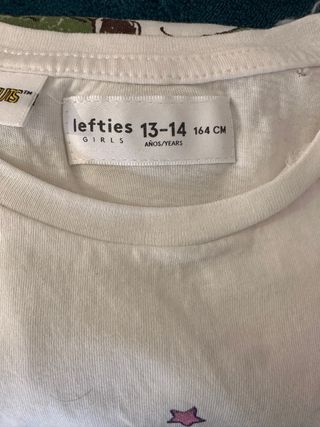 lefties 13-14 164 CM
GIRLS AÑOS/YEARS